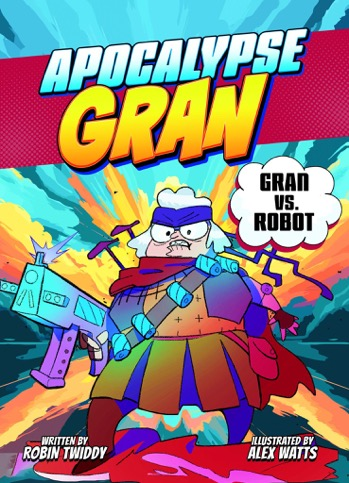 APOCALYPSE
GRAN
GRAN
VS.
ROBOT
WRITTEN BY
ROBIN TWIDDY
ILLUSTRATED BY
ALEX WATTS